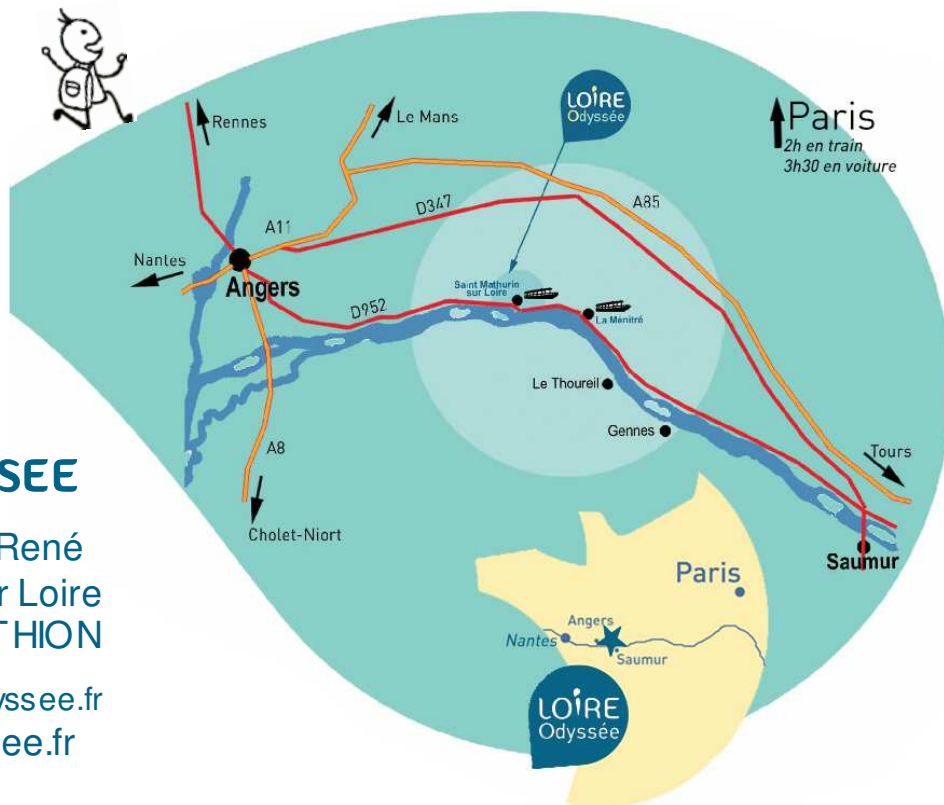 LOIRE
Odyssée
Rennes
Le Mans
Paris
2h en train
3h30 en voiture
A11
D347
A85
Nantes
Angers
Saint Mathurin
sur Loire
D952
La Ménitré
Le Thoureil
Gennes
A8
Tours
Cholet-Niort
Saumur
SEE
René
r Loire
THION
yssee.fr
ee.fr
Paris
Angers
Nantes
Saumur
LOIRE
Odyssée